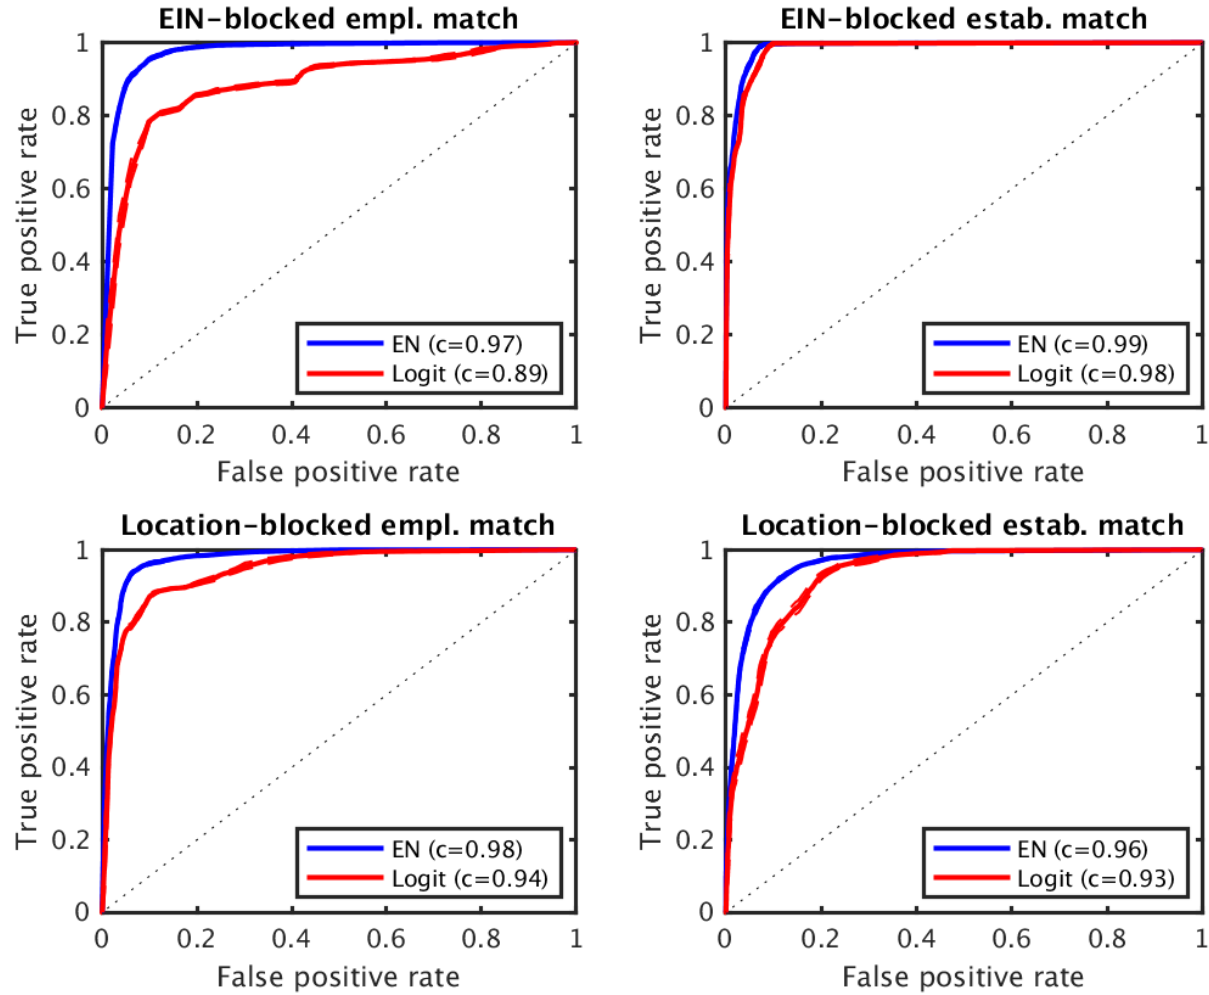 EIN-blocked empl. match
True positive rate
1
0.8
0.6
0.4
0.2
0
EN (c=0.97)
Logit (c=0.89)
0 0.2 0.4 0.6 0.8 1
False positive rate
EIN-blocked estab. match
True positive rate
1
0.8
0.6
0.4
0.2
0
EN (c=0.99)
Logit (c=0.98)
0 0.2 0.4 0.6 0.8 1
False positive rate
Location-blocked empl. match
True positive rate
1
0.8
0.6
0.4
0.2
0
EN (c=0.98)
Logit (c=0.94)
0 0.2 0.4 0.6 0.8 1
False positive rate
Location-blocked estab. match
True positive rate
1
0.8
0.6
0.4
0.2
0
EN (c=0.96)
Logit (c=0.93)
0 0.2 0.4 0.6 0.8 1
False positive rate